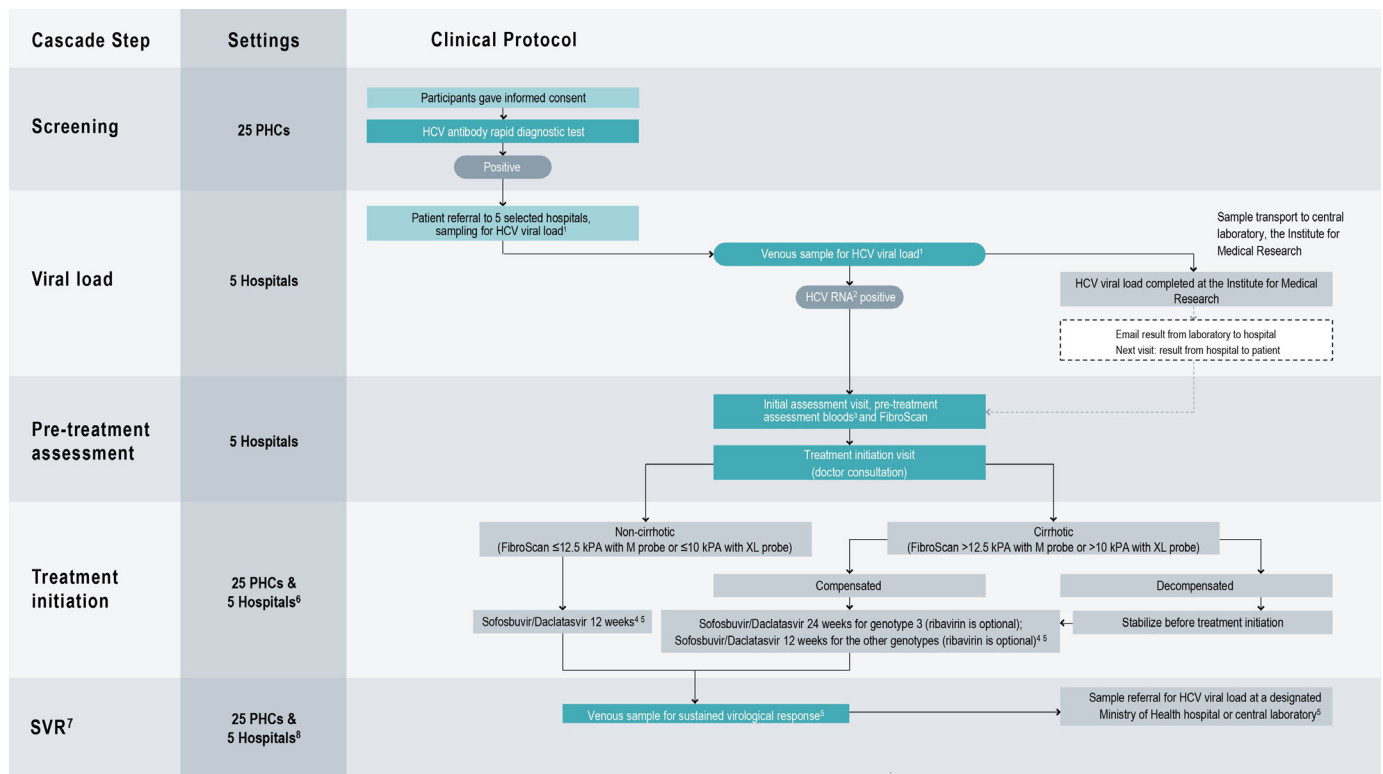 Cascade Step
Settings
Clinical Protocol
Screening
25 PHCs
Participants gave informed consent
HCV antibody rapid diagnostic test
Positive
Viral load
5 Hospitals
Patient referral to 5 selected hospitals,
sampling for HCV viral load¹
Venous sample for HCV viral load¹
HCV RNA² positive
Sample transport to central
laboratory, the Institute for
Medical Research
HCV viral load completed at the Institute for Medical
Research
Email result from laboratory to hospital
Next visit: result from hospital to patient
Pre-treatment
assessment
5 Hospitals
Initial assessment visit, pre-treatment
assessment bloods³ and FibroScan
Treatment initiation visit
(doctor consultation)
Treatment
initiation
25 PHCs &
5 Hospitals⁶
Non-cirrhotic
(FibroScan ≤12.5 kPA with M probe or ≤10 kPA with XL probe)
Cirrhotic
(FibroScan >12.5 kPA with M probe or >10 kPA with XL probe)
Compensated
Decompensated
Sofosbuvir/Daclatasvir 12 weeks⁴ ⁵
Sofosbuvir/Daclatasvir 24 weeks for genotype 3 (ribavirin is optional);
Sofosbuvir/Daclatasvir 12 weeks for the other genotypes (ribavirin is optional)⁴ ⁵
Stabilize before treatment initiation
SVR⁷
25 PHCs &
5 Hospitals⁸
Venous sample for sustained virological response⁵
Sample referral for HCV viral load at a designated
Ministry of Health hospital or central laboratory⁵